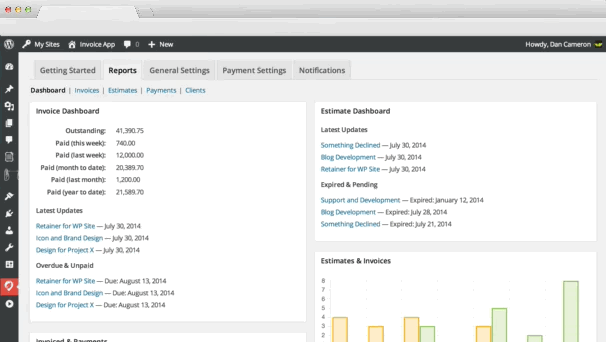 My Sites Invoice App 0 + New Howdy, Dan Cameron
Getting Started Reports General Settings Payment Settings Notifications
Dashboard | Invoices | Estimates | Payments | Clients
Invoice Dashboard
Outstanding: 41,390.75
Paid (this week): 740.00
Paid (last week): 12,000.00
Paid (month to date): 20,389.70
Paid (last month): 1,200.00
Paid (year to date): 21,589.70
Latest Updates
Retainer for WP Site — July 30, 2014
Icon and Brand Design — July 30, 2014
Design for Project X — July 30, 2014
Overdue & Unpaid
Retainer for WP Site — Due: August 13, 2014
Icon and Brand Design — Due: August 13, 2014
Design for Project X — Due: August 13, 2014
Invoiced & Payments
Estimate Dashboard
Latest Updates
Something Declined — July 30, 2014
Blog Development — July 30, 2014
Retainer for WP Site — July 30, 2014
Expired & Pending
Support and Development — Expired: January 12, 2014
Blog Development — Expired: July 28, 2014
Something Declined — Expired: July 21, 2014
Estimates & Invoices
8
7
6
5
4
3
2